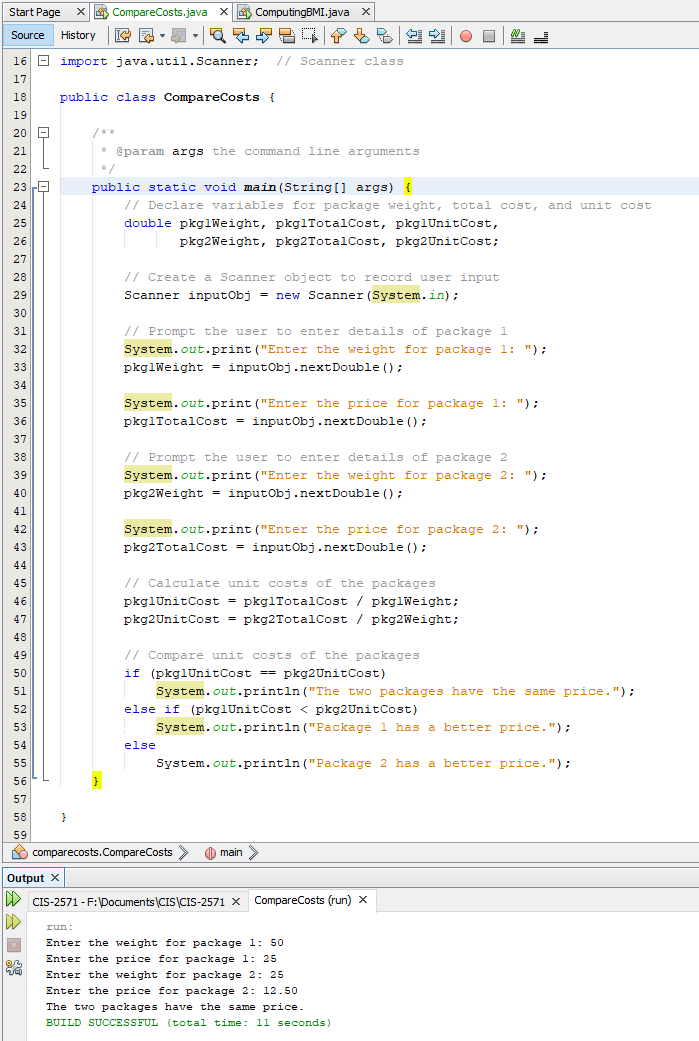 Start Page CompareCosts.java ComputingBMI.java
Source History
16 import java.util.Scanner;  // Scanner class
17
18 public class CompareCosts {
19
20     /**
21      * @param args the command line arguments
22      */
23     public static void main(String[] args) {
24         // Declare variables for package weight, total cost, and unit cost
25         double pkg1Weight, pkg1TotalCost, pkg1UnitCost,
26                pkg2Weight, pkg2TotalCost, pkg2UnitCost;
27
28         // Create a Scanner object to record user input
29         Scanner inputObj = new Scanner(System.in);
30
31         // Prompt the user to enter details of package 1
32         System.out.print("Enter the weight for package 1: ");
33         pkg1Weight = inputObj.nextDouble();
34
35         System.out.print("Enter the price for package 1: ");
36         pkg1TotalCost = inputObj.nextDouble();
37
38         // Prompt the user to enter details of package 2
39         System.out.print("Enter the weight for package 2: ");
40         pkg2Weight = inputObj.nextDouble();
41
42         System.out.print("Enter the price for package 2: ");
43         pkg2TotalCost = inputObj.nextDouble();
44
45         // Calculate unit costs of the packages
46         pkg1UnitCost = pkg1TotalCost / pkg1Weight;
47         pkg2UnitCost = pkg2TotalCost / pkg2Weight;
48
49         // Compare unit costs of the packages
50         if (pkg1UnitCost == pkg2UnitCost)
51             System.out.println("The two packages have the same price.");
52         else if (pkg1UnitCost < pkg2UnitCost)
53             System.out.println("Package 1 has a better price.");
54         else
55             System.out.println("Package 2 has a better price.");
56     }
57
58 }
59
comparecosts.CompareCosts main
Output
CIS-2571 - F:\Documents\CIS\CIS-2571 CompareCosts (run)
run:
Enter the weight for package 1: 50
Enter the price for package 1: 25
Enter the weight for package 2: 25
Enter the price for package 2: 12.50
The two packages have the same price.
BUILD SUCCESSFUL (total time: 11 seconds)